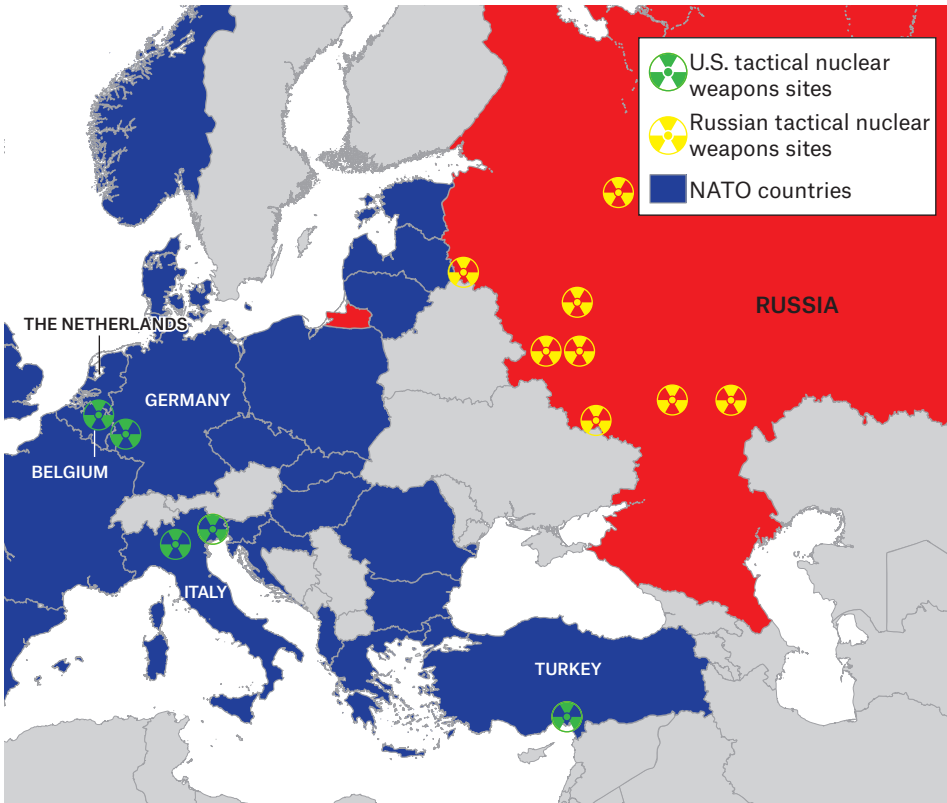 U.S. tactical nuclear
weapons sites
Russian tactical nuclear
weapons sites
NATO countries
RUSSIA
THE NETHERLANDS
GERMANY
BELGIUM
ITALY
TURKEY